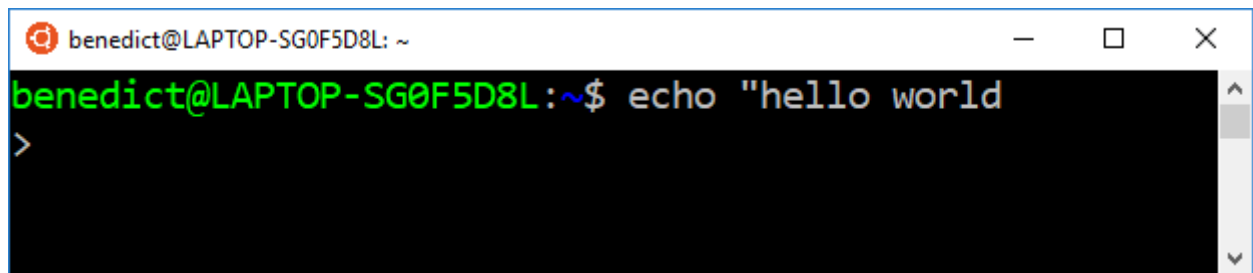 benedict@LAPTOP-SG0F5D8L: ~
benedict@LAPTOP-SG0F5D8L:~$ echo "hello world
>